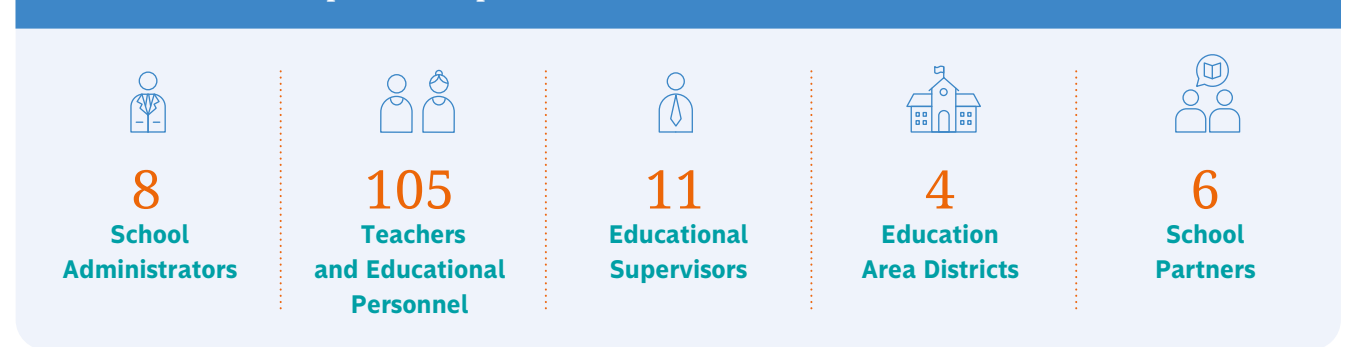 8
School
Administrators
105
Teachers
and Educational
Personnel
11
Educational
Supervisors
4
Education
Area Districts
6
School
Partners